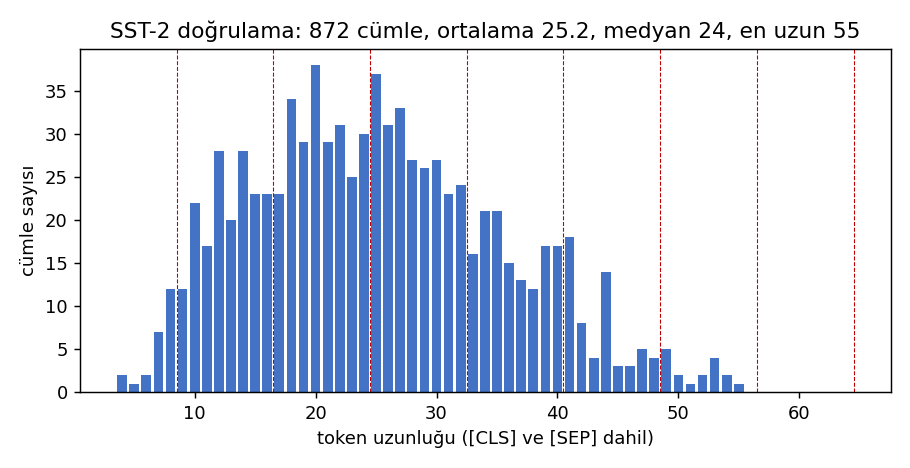 SST-2 doğrulama: 872 cümle, ortalama 25.2, medyan 24, en uzun 55
cümle sayısı
35
30
25
20
15
10
5
0
10 20 30 40 50 60
token uzunluğu ([CLS] ve [SEP] dahil)